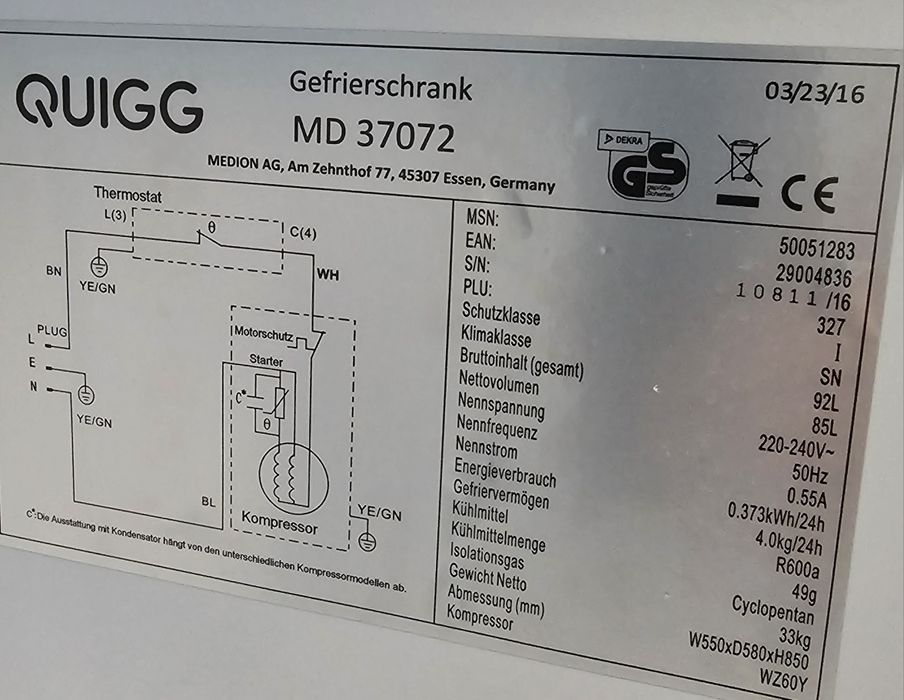 QUIGG
Gefrierschrank
MD 37072
MEDION AG, Am Zehnthof 77, 45307 Essen, Germany
03/23/16
DEKRA
GS
geprüfte
Sicherheit
CE
Thermostat
L(3)
θ
C(4)
BN
YE/GN
WH
PLUG
L
E
N
YE/GN
Motorschutz
Starter
C*
θ
BL
Kompressor
YE/GN
C*:Die Ausstattung mit Kondensator hängt von den unterschiedlichen Kompressormodellen ab.
MSN: 50051283
EAN: 29004836
S/N: 10811/16
PLU: 327
Schutzklasse I
Klimaklasse SN
Bruttoinhalt (gesamt) 92L
Nettovolumen 85L
Nennspannung 220-240V~
Nennfrequenz 50Hz
Nennstrom 0.55A
Energieverbrauch 0.373kWh/24h
Gefriervermögen 4.0kg/24h
Kühlmittel R600a
Kühlmittelmenge 49g
Isolationsgas Cyclopentan
Gewicht Netto 33kg
Abmessung (mm) W550xD580xH850
Kompressor WZ60Y